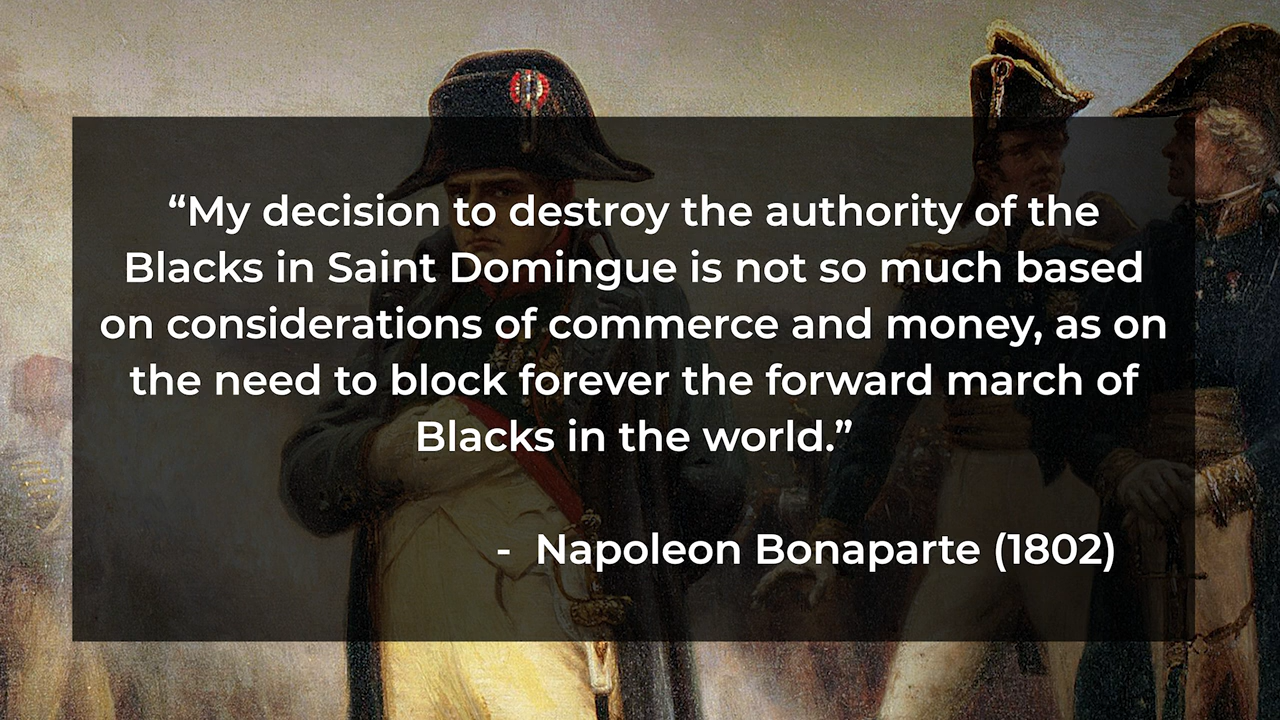 “My decision to destroy the authority of the
Blacks in Saint Domingue is not so much based
on considerations of commerce and money, as on
the need to block forever the forward march of
Blacks in the world.”
- Napoleon Bonaparte (1802)